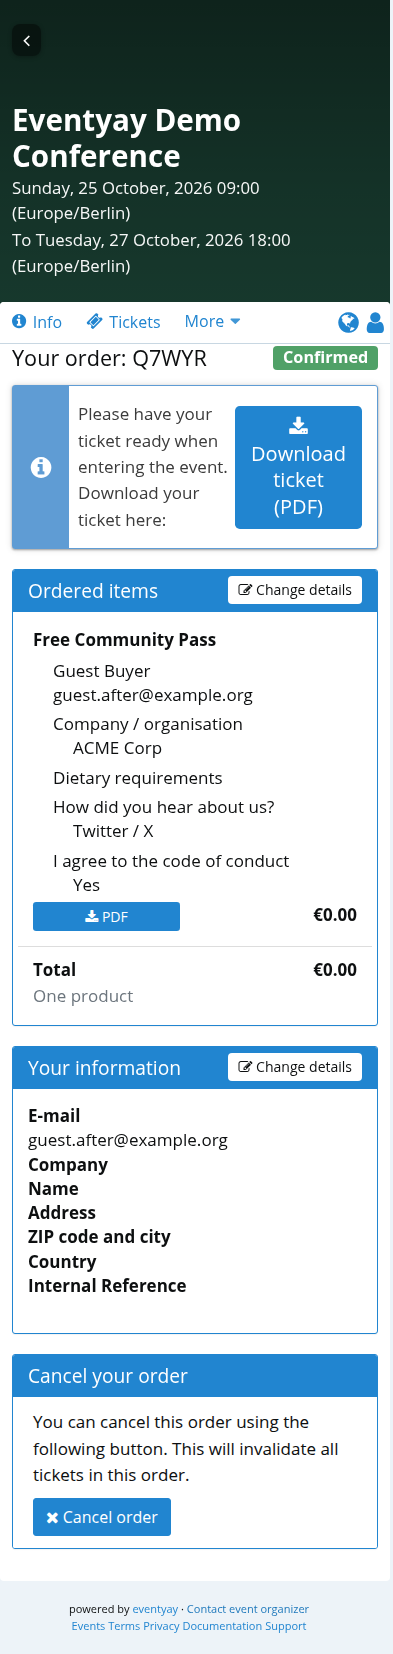 Eventyay Demo
Conference
Sunday, 25 October, 2026 09:00
(Europe/Berlin)
To Tuesday, 27 October, 2026 18:00
(Europe/Berlin)
Info
Tickets
More
Your order: Q7WYR
Confirmed
Please have your
ticket ready when
entering the event.
Download your
ticket here:
Download
ticket
(PDF)
Ordered items
Change details
Free Community Pass
Guest Buyer
guest.after@example.org
Company / organisation
ACME Corp
Dietary requirements
How did you hear about us?
Twitter / X
I agree to the code of conduct
Yes
PDF
€0.00
Total
€0.00
One product
Your information
Change details
E-mail
guest.after@example.org
Company
Name
Address
ZIP code and city
Country
Internal Reference
Cancel your order
You can cancel this order using the
following button. This will invalidate all
tickets in this order.
Cancel order
powered by eventyay · Contact event organizer
Events Terms Privacy Documentation Support